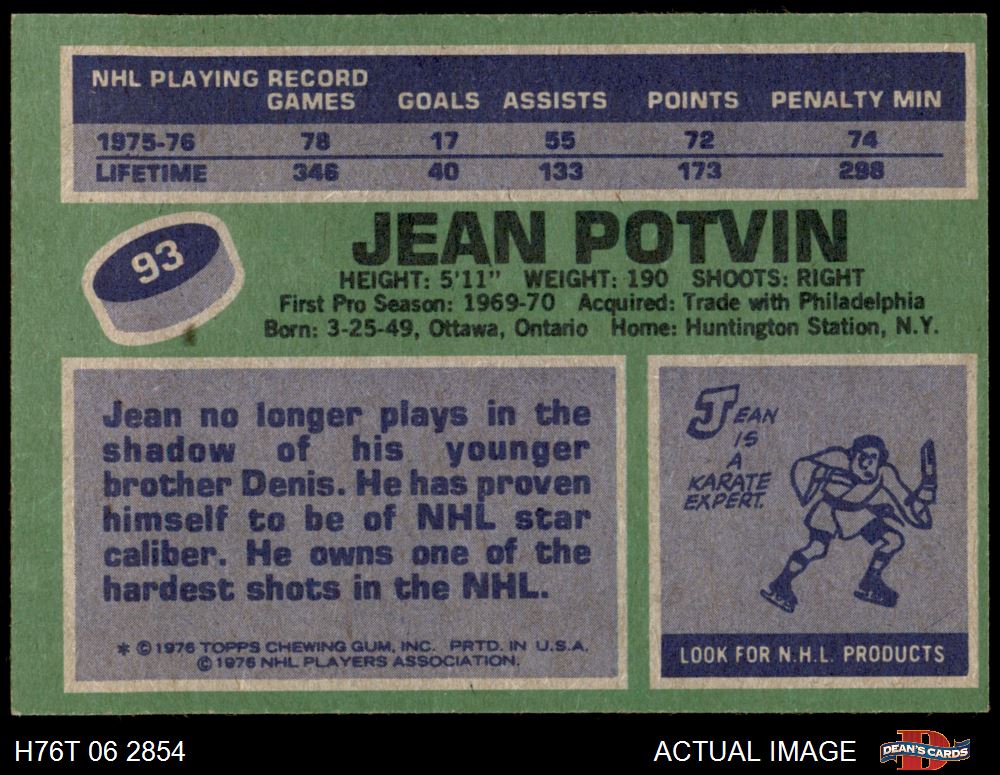 NHL PLAYING RECORD
GAMES GOALS ASSISTS POINTS PENALTY MIN
1975-76 78 17 55 72 74
LIFETIME 346 40 133 173 298
93
JEAN POTVIN
HEIGHT: 5'11" WEIGHT: 190 SHOOTS: RIGHT
First Pro Season: 1969-70 Acquired: Trade with Philadelphia
Born: 3-25-49, Ottawa, Ontario Home: Huntington Station, N.Y.
Jean no longer plays in the
shadow of his younger
brother Denis. He has proven
himself to be of NHL star
caliber. He owns one of the
hardest shots in the NHL.
* © 1976 TOPPS CHEWING GUM, INC. PRTD. IN U.S.A.
© 1976 NHL PLAYERS ASSOCIATION.
JEAN
IS
A
KARATE
EXPERT.
LOOK FOR N.H.L. PRODUCTS
H76T 06 2854
ACTUAL IMAGE
D
DEAN'S CARDS